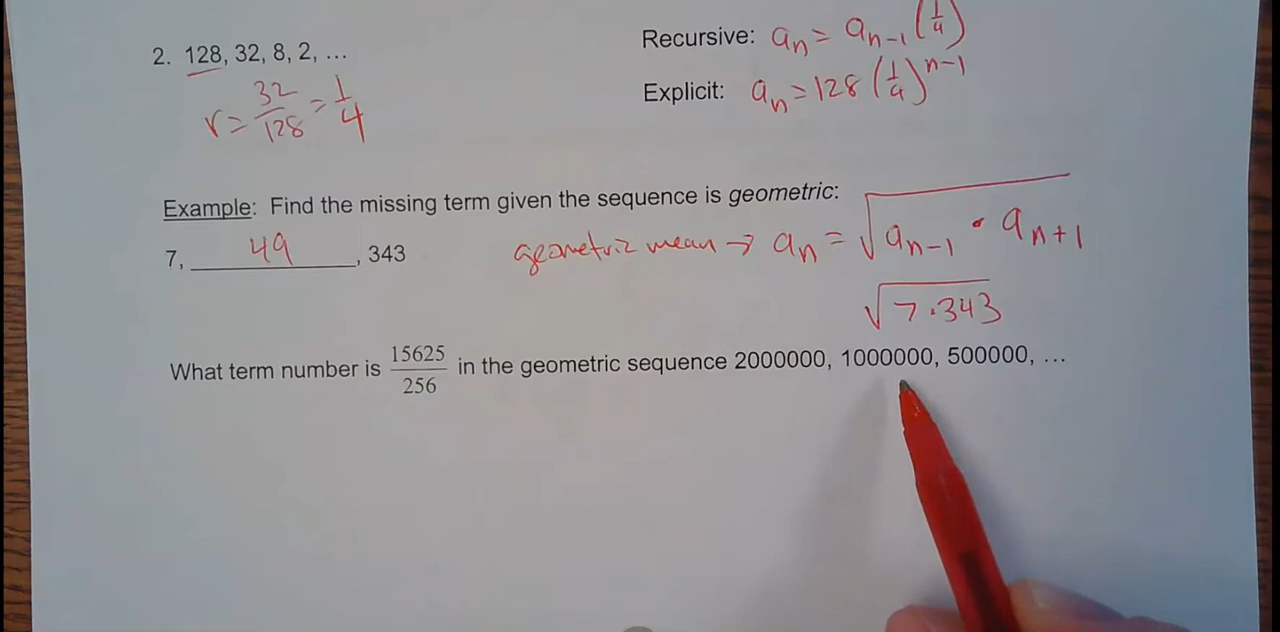 2. 128, 32, 8, 2, …
r = 32/128 = 1/4
Recursive: aₙ = aₙ₋₁ (1/4)
Explicit: aₙ = 128 (1/4)ⁿ⁻¹
Example: Find the missing term given the sequence is geometric:
7, 49, 343
geometric mean → aₙ = √(aₙ₋₁ · aₙ₊₁)
√(7·343)
What term number is 15625/256 in the geometric sequence 2000000, 1000000, 500000, …